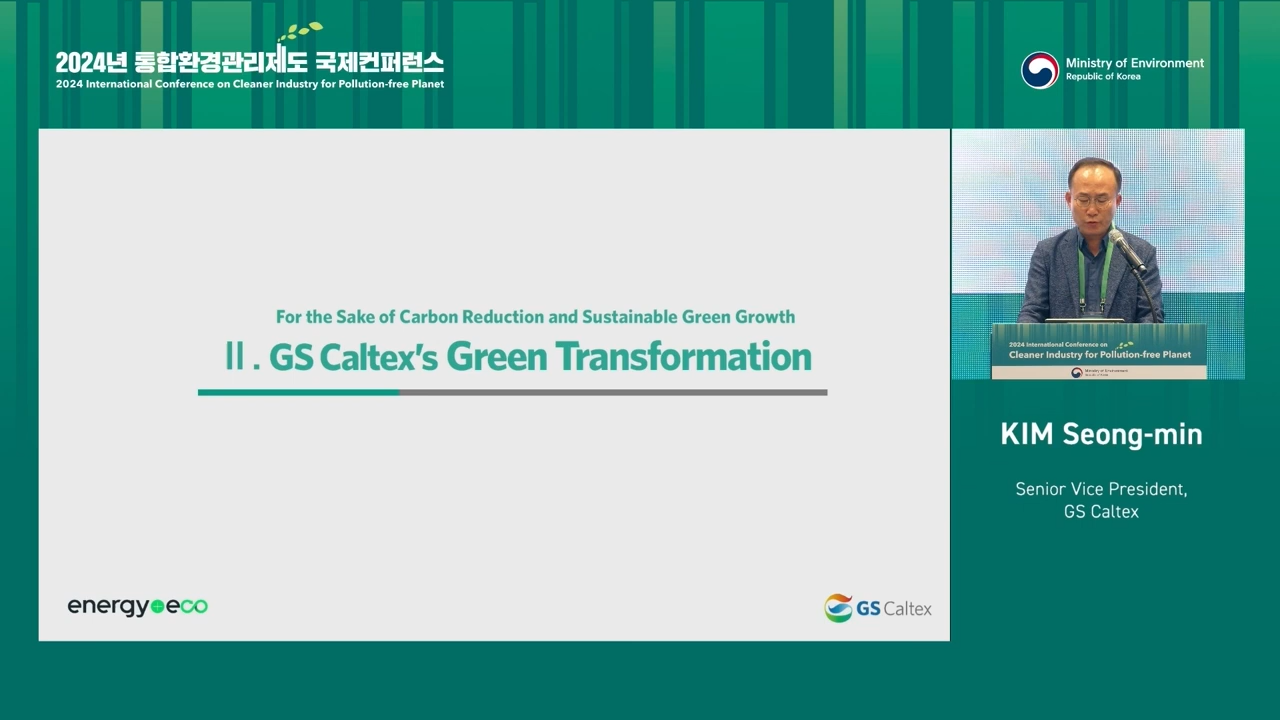 2024년 통합환경관리제도 국제컨퍼런스
2024 International Conference on Cleaner Industry for Pollution-free Planet
Ministry of Environment
Republic of Korea
For the Sake of Carbon Reduction and Sustainable Green Growth
Ⅱ. GS Caltex's Green Transformation
energy eco
GS Caltex
2024 International Conference on
Cleaner Industry for Pollution-free Planet
Ministry of Environment
KIM Seong-min
Senior Vice President,
GS Caltex